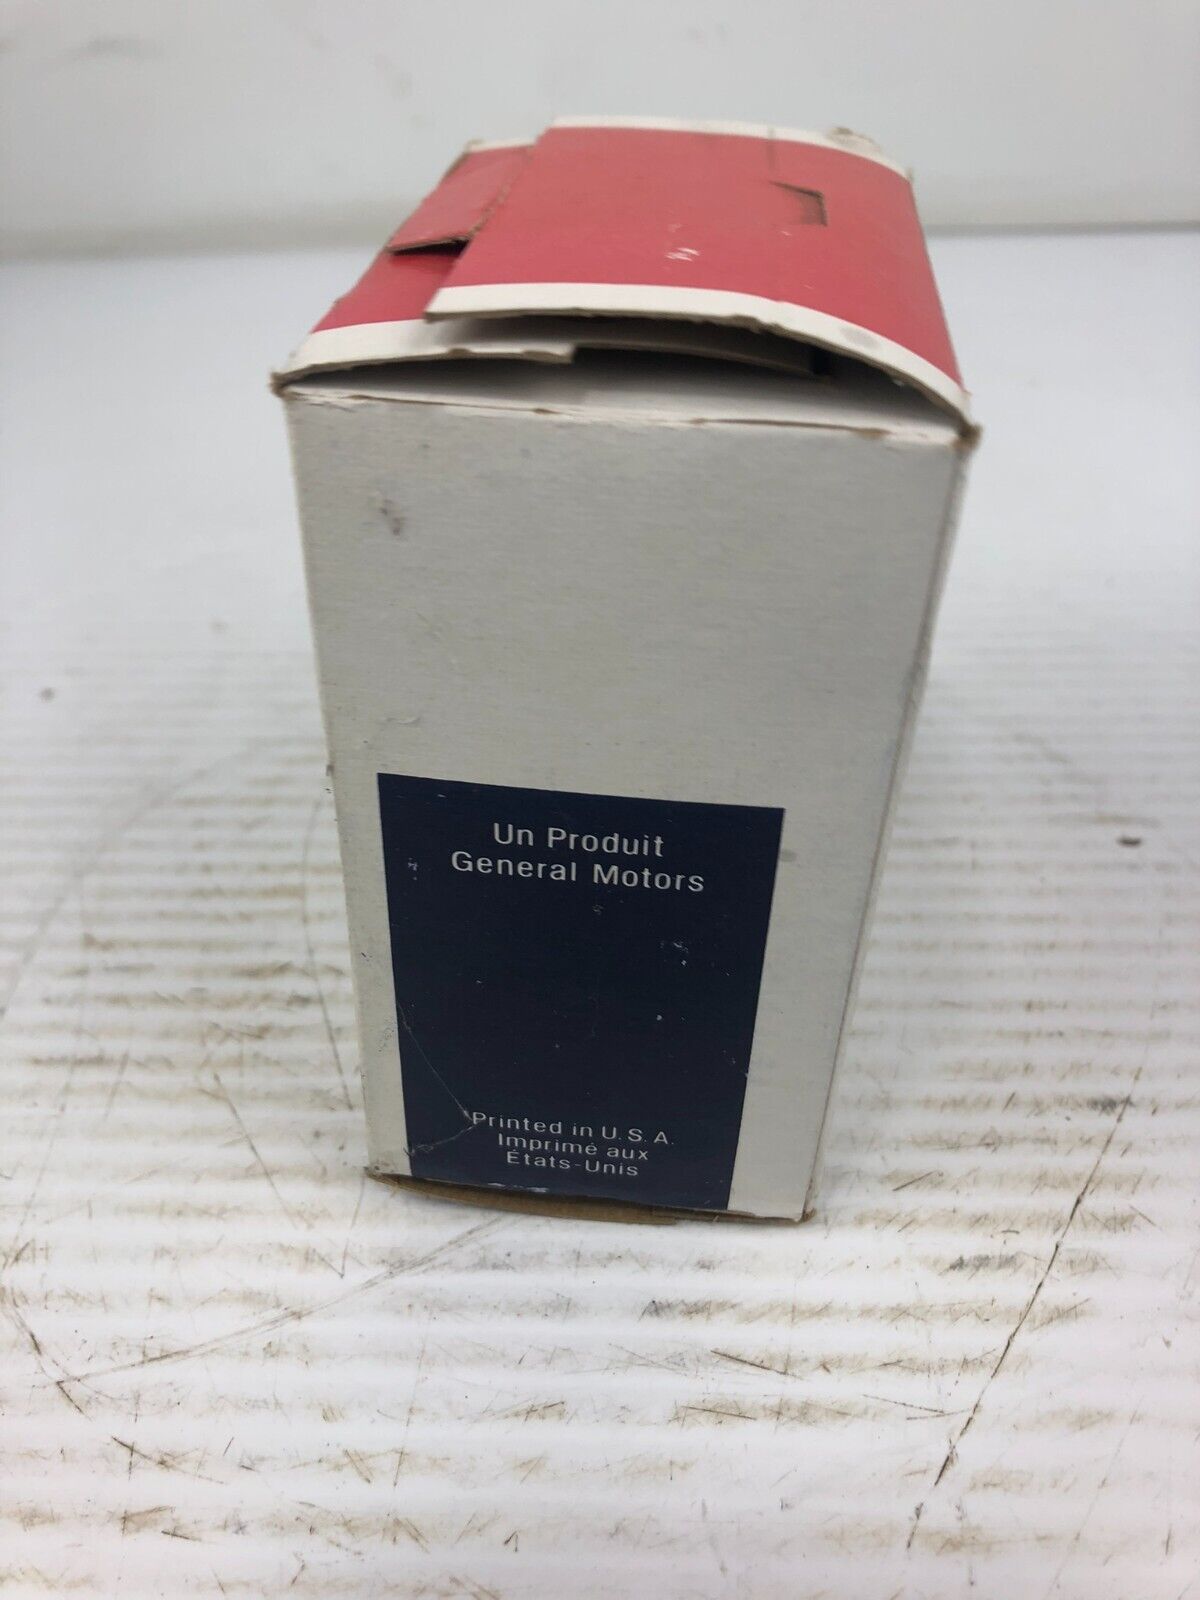 Un Produit
General Motors
Printed in U.S.A.
Imprimé aux
États-Unis